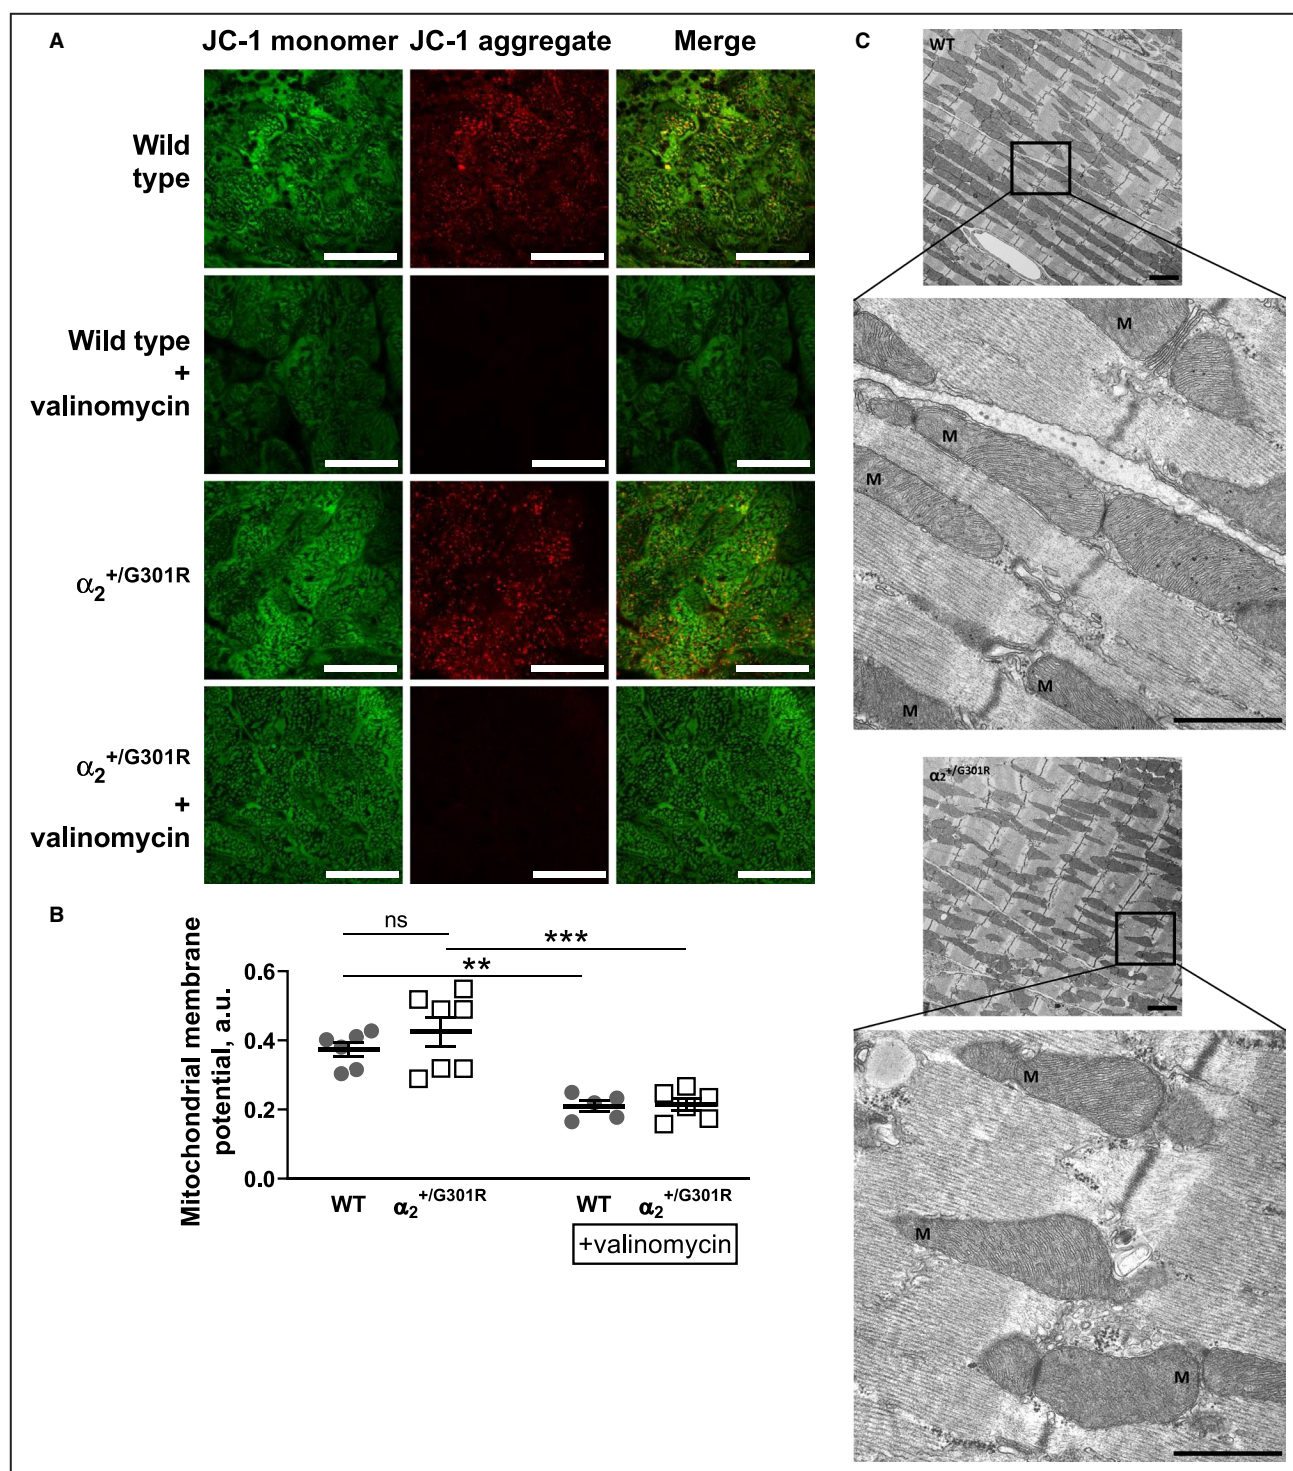 A
JC-1 monomer JC-1 aggregate Merge
Wild
type
Wild type
+
valinomycin
α2+/G301R
α2+/G301R
+
valinomycin
B
Mitochondrial membrane
potential, a.u.
ns
***
**
0.6
0.4
0.2
0.0
WT α2+/G301R WT α2+/G301R
+valinomycin
C
WT
M
M
M
M
M
α2+/G301R
M
M
M